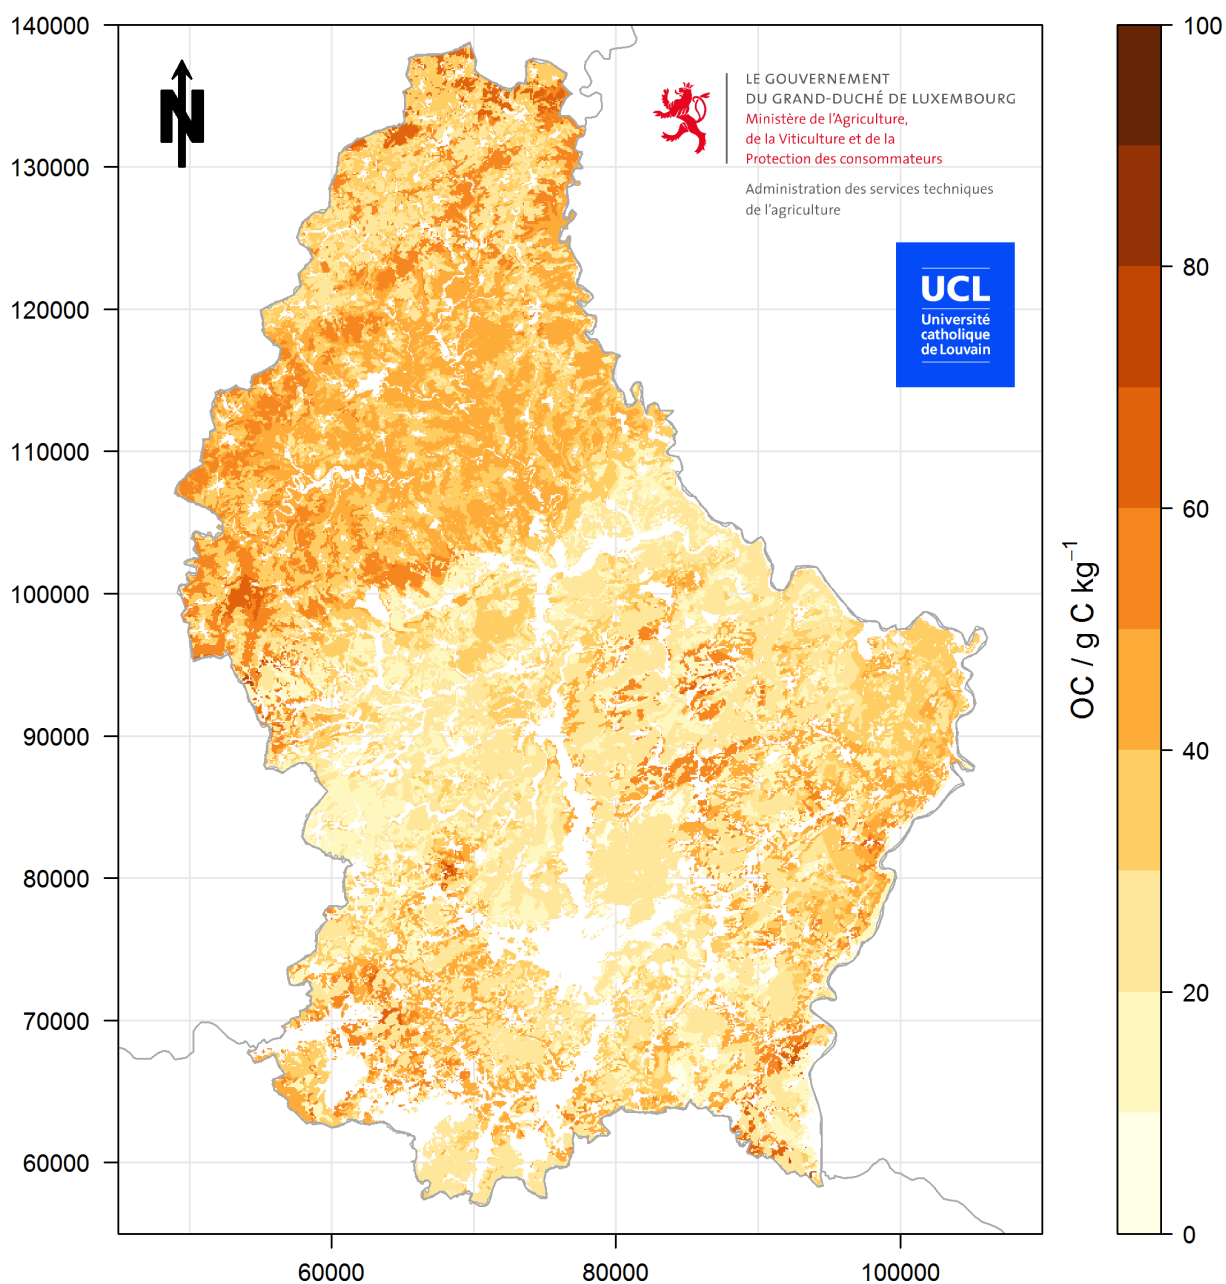 140000
130000
120000
110000
100000
90000
80000
70000
60000
60000
80000
100000
N
LE GOUVERNEMENT
DU GRAND-DUCHÉ DE LUXEMBOURG
Ministère de l'Agriculture,
de la Viticulture et de la
Protection des consommateurs
Administration des services techniques
de l'agriculture
UCL
Université
catholique
de Louvain
100
80
60
40
20
0
OC / g C kg⁻¹